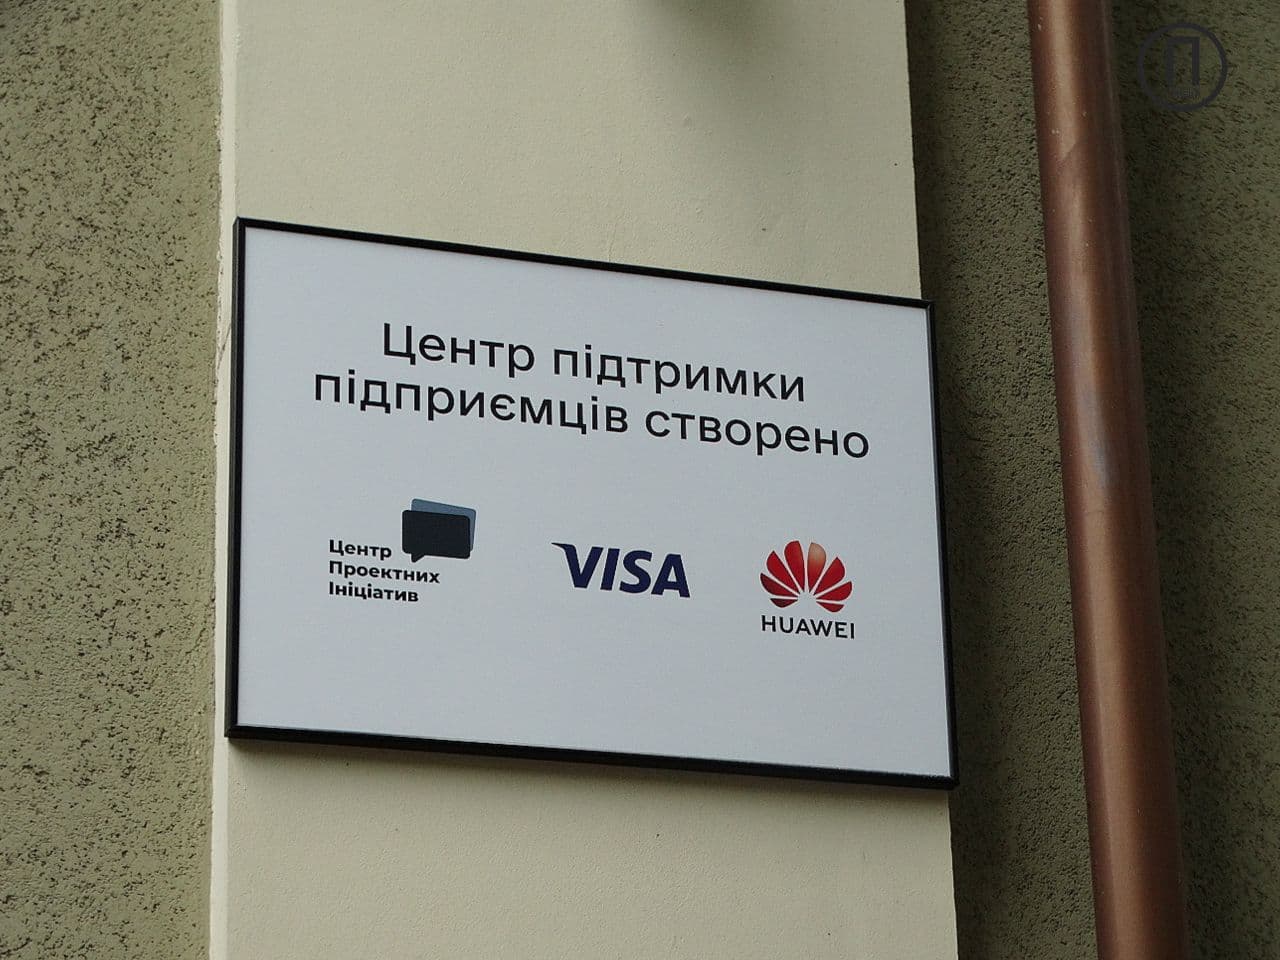 Центр підтримки
підприємців створено
Центр
Проектних
Ініціатив
VISA
HUAWEI
П